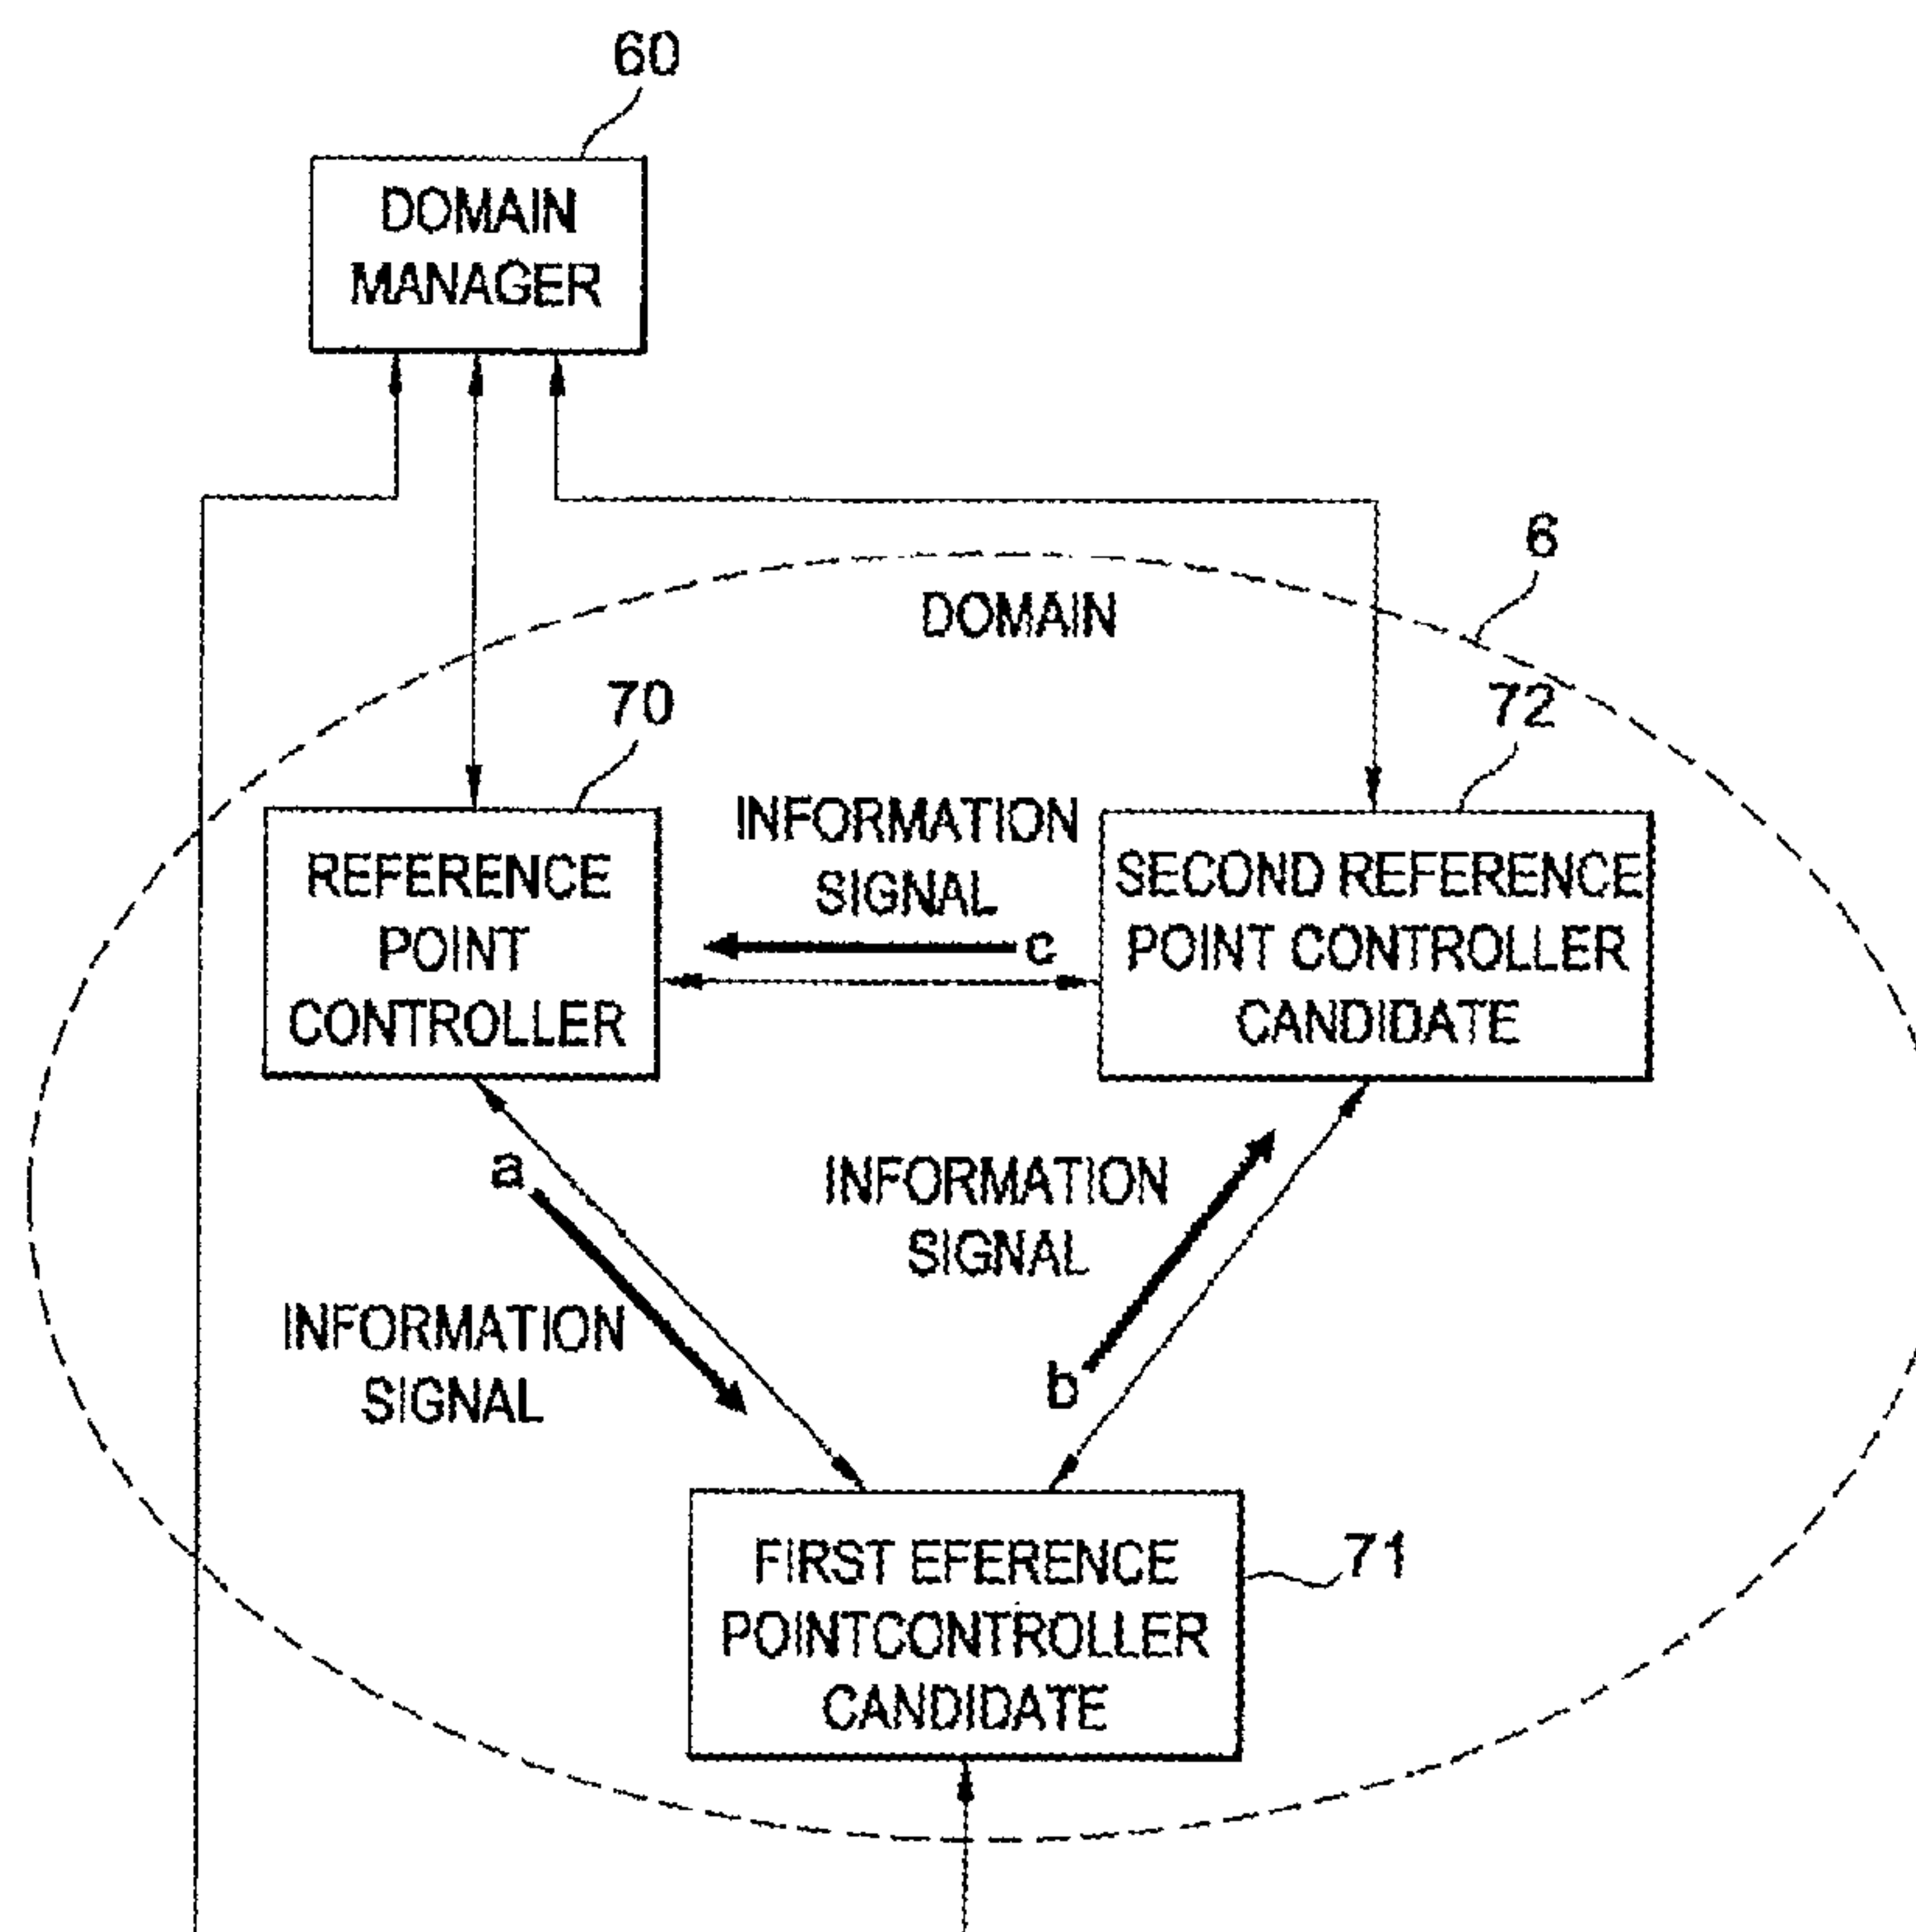 60
DOMAIN
MANAGER
6
DOMAIN
70
72
INFORMATION
SIGNAL
c
REFERENCE
POINT
CONTROLLER
SECOND REFERENCE
POINT CONTROLLER
CANDIDATE
a
INFORMATION
SIGNAL
INFORMATION
SIGNAL
b
FIRST EFERENCE
POINTCONTROLLER
CANDIDATE
71